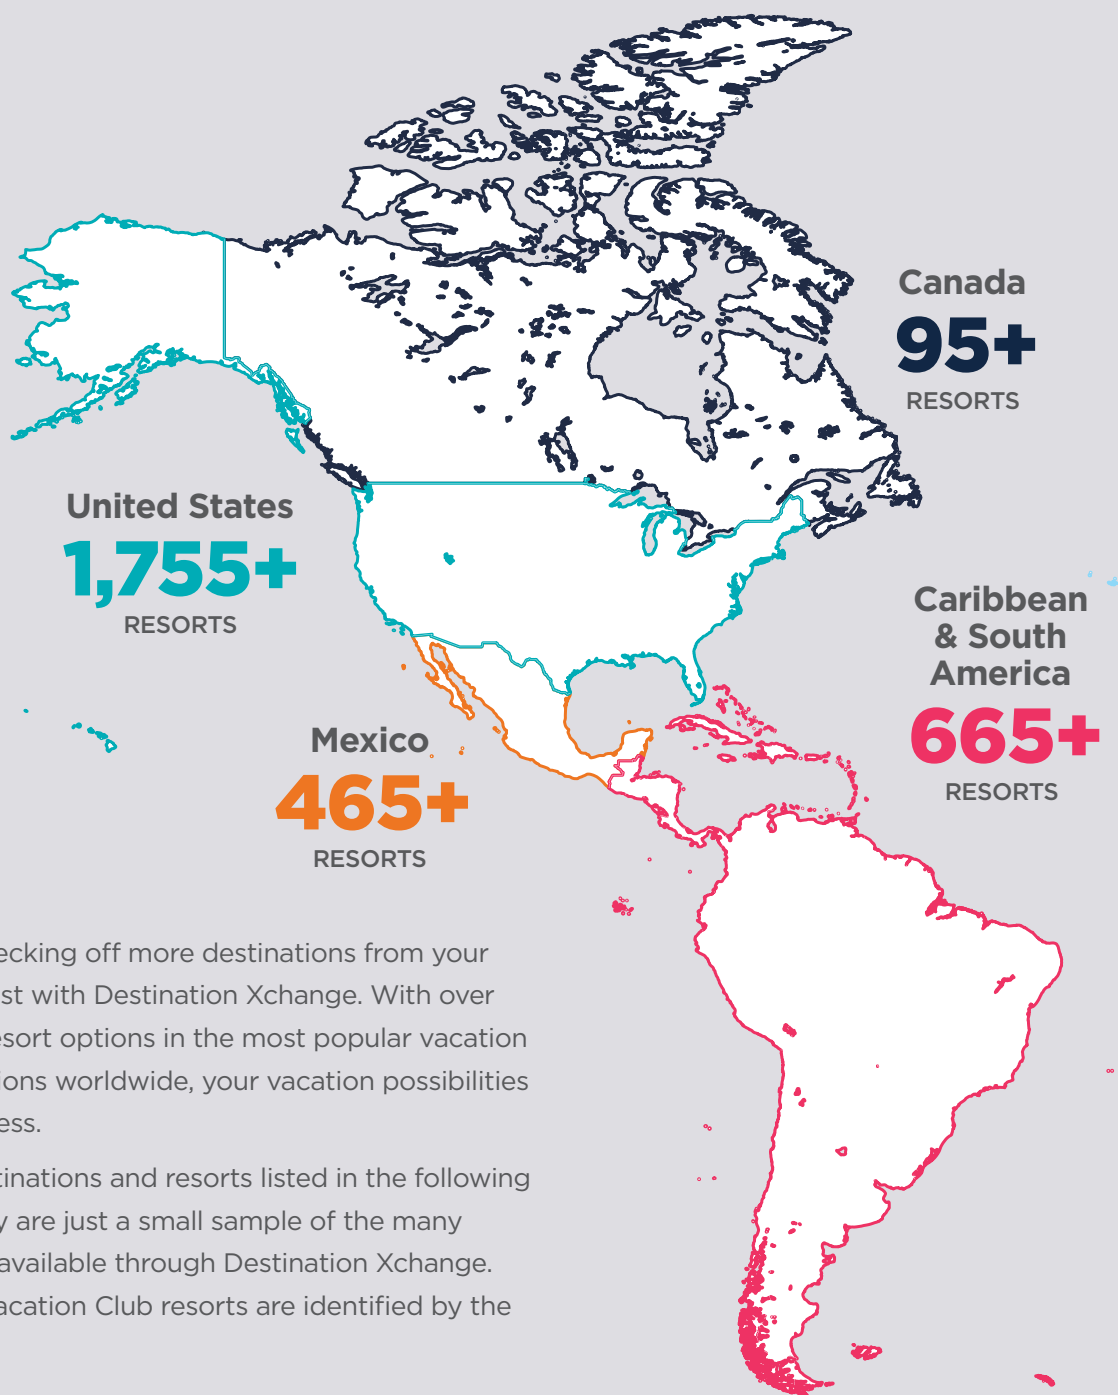 Canada
95+
RESORTS
United States
1,755+
RESORTS
Caribbean
& South
America
665+
RESORTS
Mexico
465+
RESORTS
ecking off more destinations from your
st with Destination Xchange. With over
esort options in the most popular vacation
ions worldwide, your vacation possibilities
ess.
tinations and resorts listed in the following
y are just a small sample of the many
available through Destination Xchange.
acation Club resorts are identified by the